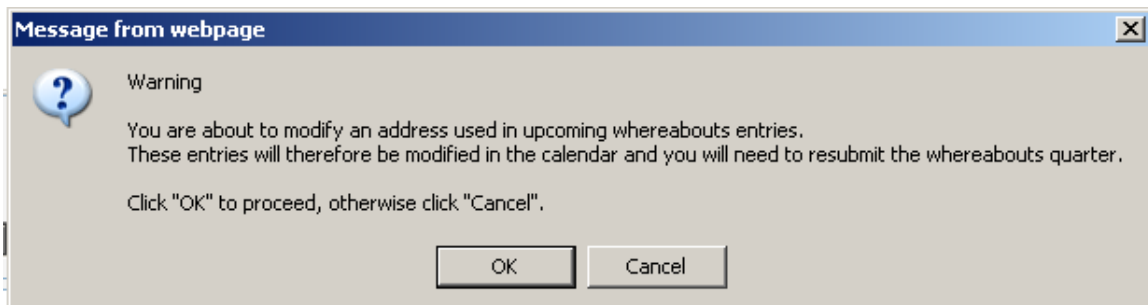 Message from webpage
Warning
You are about to modify an address used in upcoming whereabouts entries.
These entries will therefore be modified in the calendar and you will need to resubmit the whereabouts quarter.
Click "OK" to proceed, otherwise click "Cancel".
OK Cancel